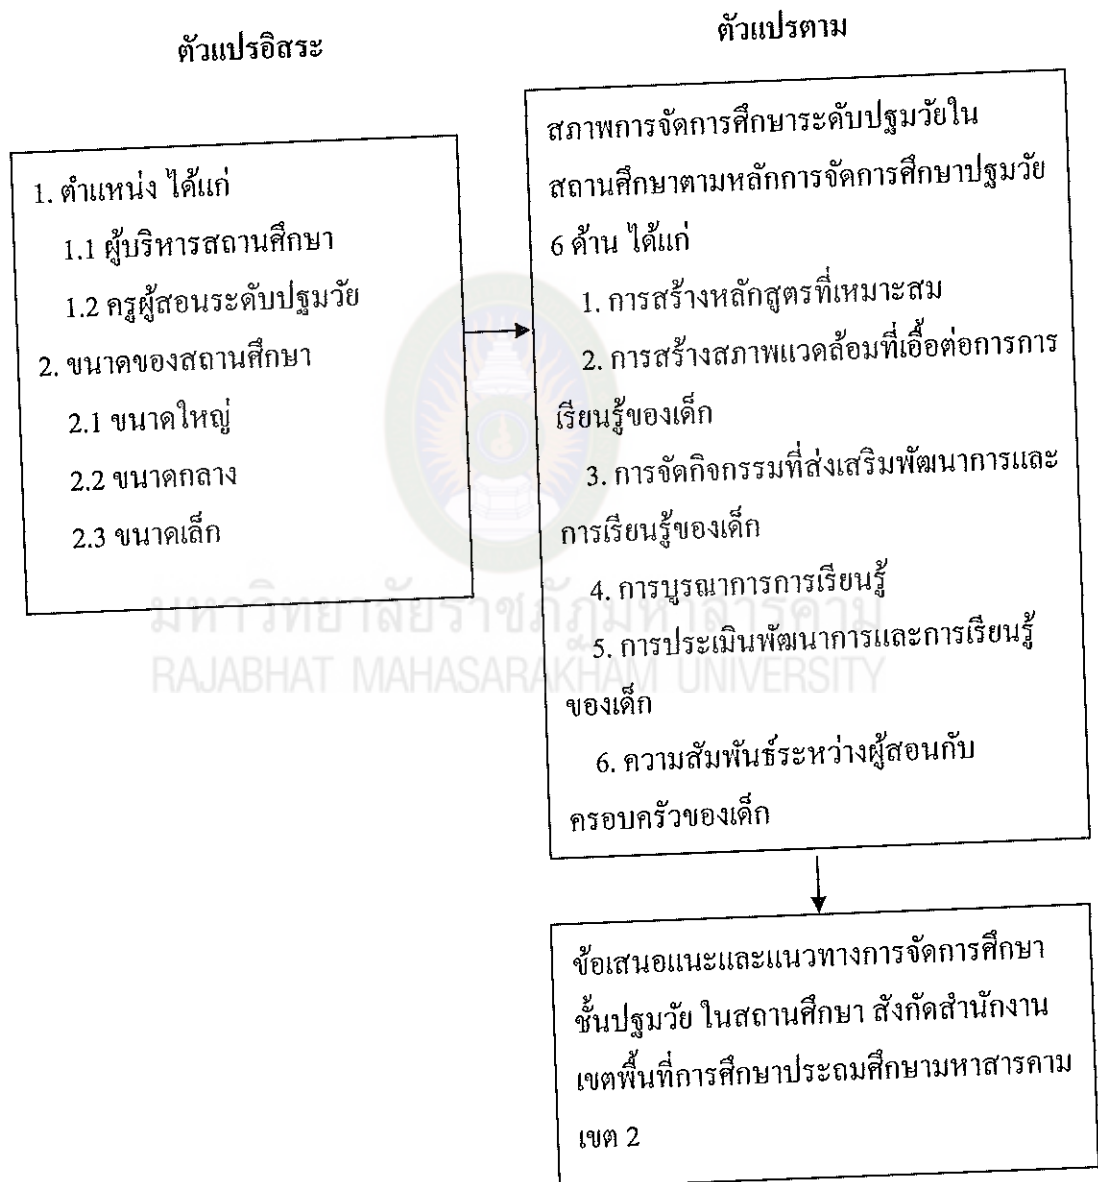 ตัวแปรอิสระ
ตัวแปรตาม
1. ตำแหน่ง ได้แก่
1.1 ผู้บริหารสถานศึกษา
1.2 ครูผู้สอนระดับปฐมวัย
2. ขนาดของสถานศึกษา
2.1 ขนาดใหญ่
2.2 ขนาดกลาง
2.3 ขนาดเล็ก
สภาพการจัดการศึกษาระดับปฐมวัยใน
สถานศึกษาตามหลักการจัดการศึกษาปฐมวัย
6 ด้าน ได้แก่
1. การสร้างหลักสูตรที่เหมาะสม
2. การสร้างสภาพแวดล้อมที่เอื้อต่อการการ
เรียนรู้ของเด็ก
3. การจัดกิจกรรมที่ส่งเสริมพัฒนาการและ
การเรียนรู้ของเด็ก
4. การบูรณาการการเรียนรู้
5. การประเมินพัฒนาการและการเรียนรู้
ของเด็ก
6. ความสัมพันธ์ระหว่างผู้สอนกับ
ครอบครัวของเด็ก
มหาวิทยาลัยราชภัฏมหาสารคาม
RAJABHAT MAHASARAKHAM UNIVERSITY
ข้อเสนอแนะและแนวทางการจัดการศึกษา
ชั้นปฐมวัย ในสถานศึกษา สังกัดสำนักงาน
เขตพื้นที่การศึกษาประถมศึกษามหาสารคาม
เขต 2